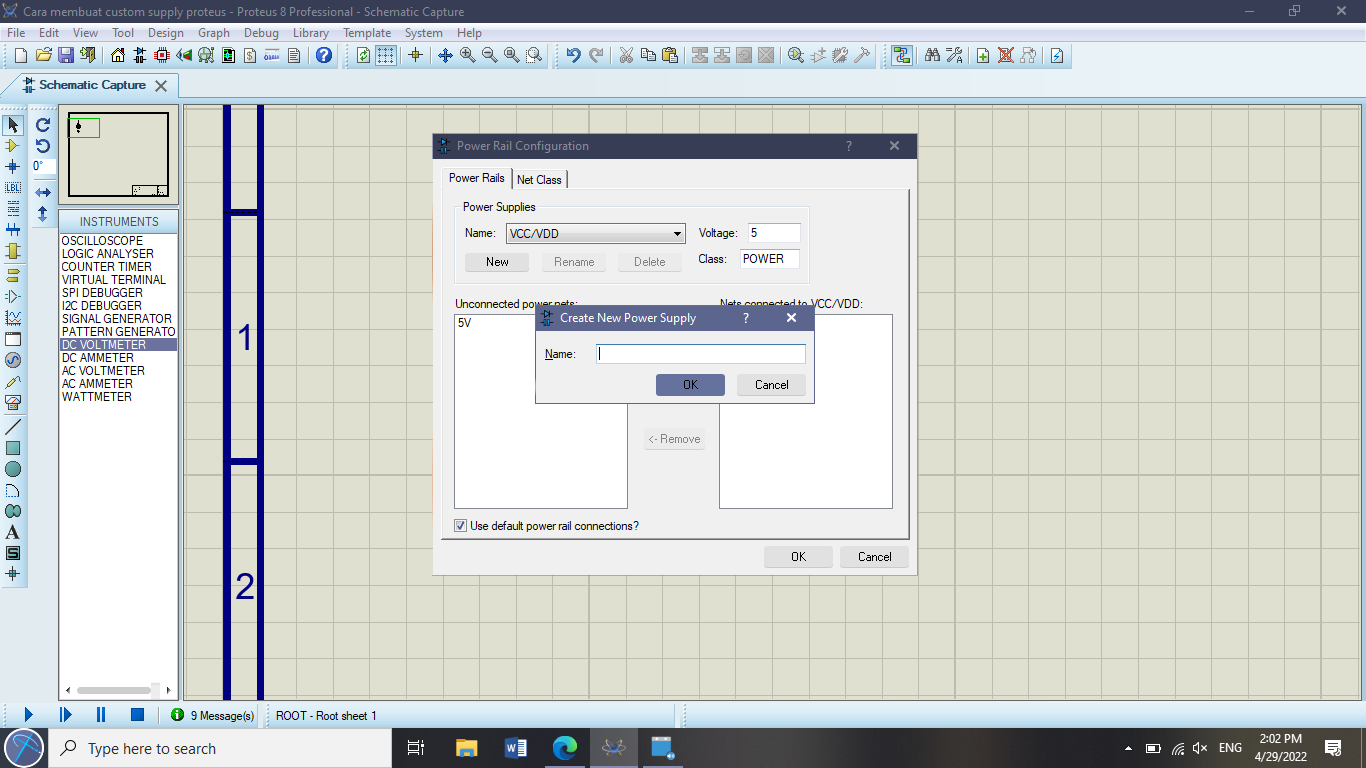 Cara membuat custom supply proteus - Proteus 8 Professional - Schematic Capture
File Edit View Tool Design Graph Debug Library Template System Help
Schematic Capture
0°
LBL
A
S
INSTRUMENTS
OSCILLOSCOPE
LOGIC ANALYSER
COUNTER TIMER
VIRTUAL TERMINAL
SPI DEBUGGER
I2C DEBUGGER
SIGNAL GENERATOR
PATTERN GENERATO
DC VOLTMETER
DC AMMETER
AC VOLTMETER
AC AMMETER
WATTMETER
1
2
Power Rail Configuration ?
Power Rails Net Class
Power Supplies
Name: VCC/VDD Voltage: 5
New Rename Delete Class: POWER
Unconnected power nets: Nets connected to VCC/VDD:
5V
Create New Power Supply ?
Name:
OK Cancel
<- Remove
Use default power rail connections?
OK Cancel
9 Message(s) ROOT - Root sheet 1
Type here to search
ENG
2:02 PM
4/29/2022